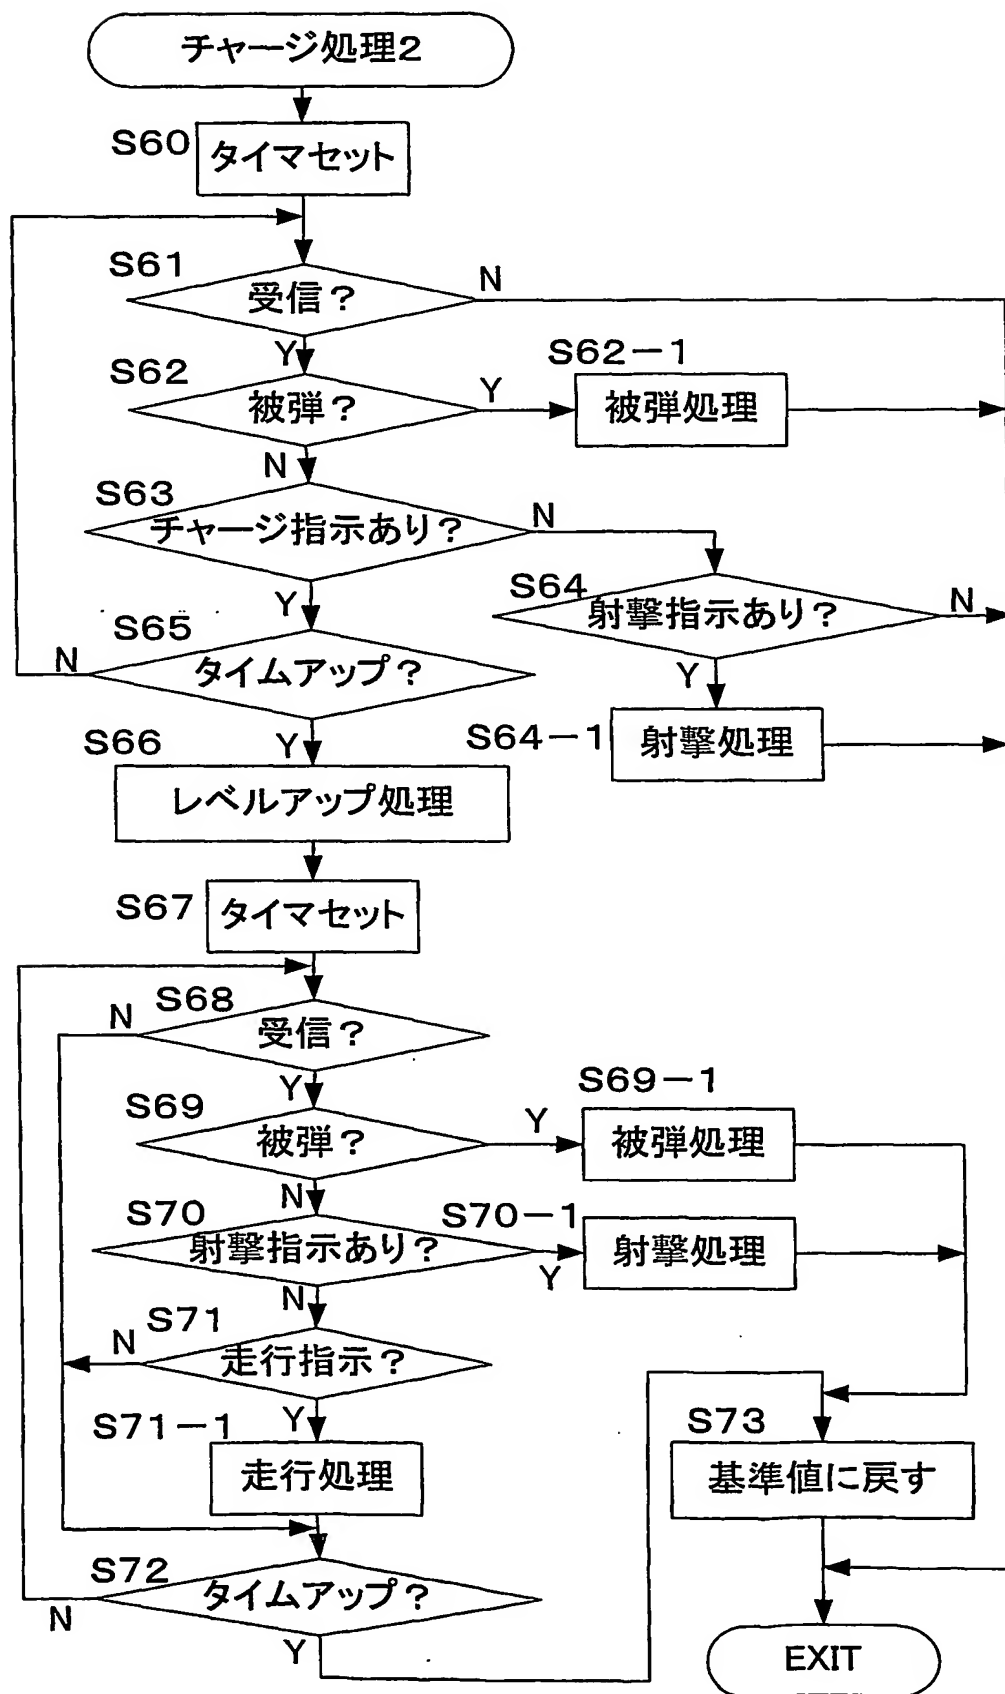 チャージ処理2
S60
タイマセット
S61
受信？
N
Y
S62
被弾？
Y
S62-1
被弾処理
N
S63
チャージ指示あり？
N
S64
射撃指示あり？
N
Y
S65
タイムアップ？
N
Y
S64-1
射撃処理
Y
S66
レベルアップ処理
S67
タイマセット
S68
受信？
N
Y
S69
被弾？
Y
S69-1
被弾処理
N
S70
射撃指示あり？
Y
S70-1
射撃処理
N
S71
走行指示？
N
Y
S71-1
走行処理
S73
基準値に戻す
S72
タイムアップ？
N
Y
EXIT